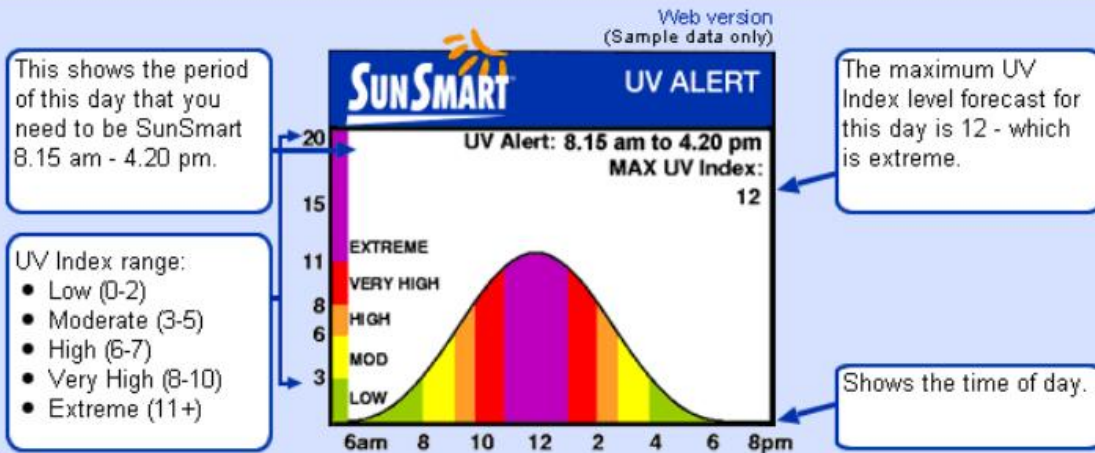 Web version
(Sample data only)
This shows the period
of this day that you
need to be SunSmart
8.15 am - 4.20 pm.
SUNSMART
UV ALERT
The maximum UV
Index level forecast for
this day is 12 - which
is extreme.
UV Alert: 8.15 am to 4.20 pm
MAX UV Index:
12
UV Index range:
● Low (0-2)
● Moderate (3-5)
● High (6-7)
● Very High (8-10)
● Extreme (11+)
20
15
11
8
6
3
EXTREME
VERY HIGH
HIGH
MOD
LOW
6am 8 10 12 2 4 6 8pm
Shows the time of day.